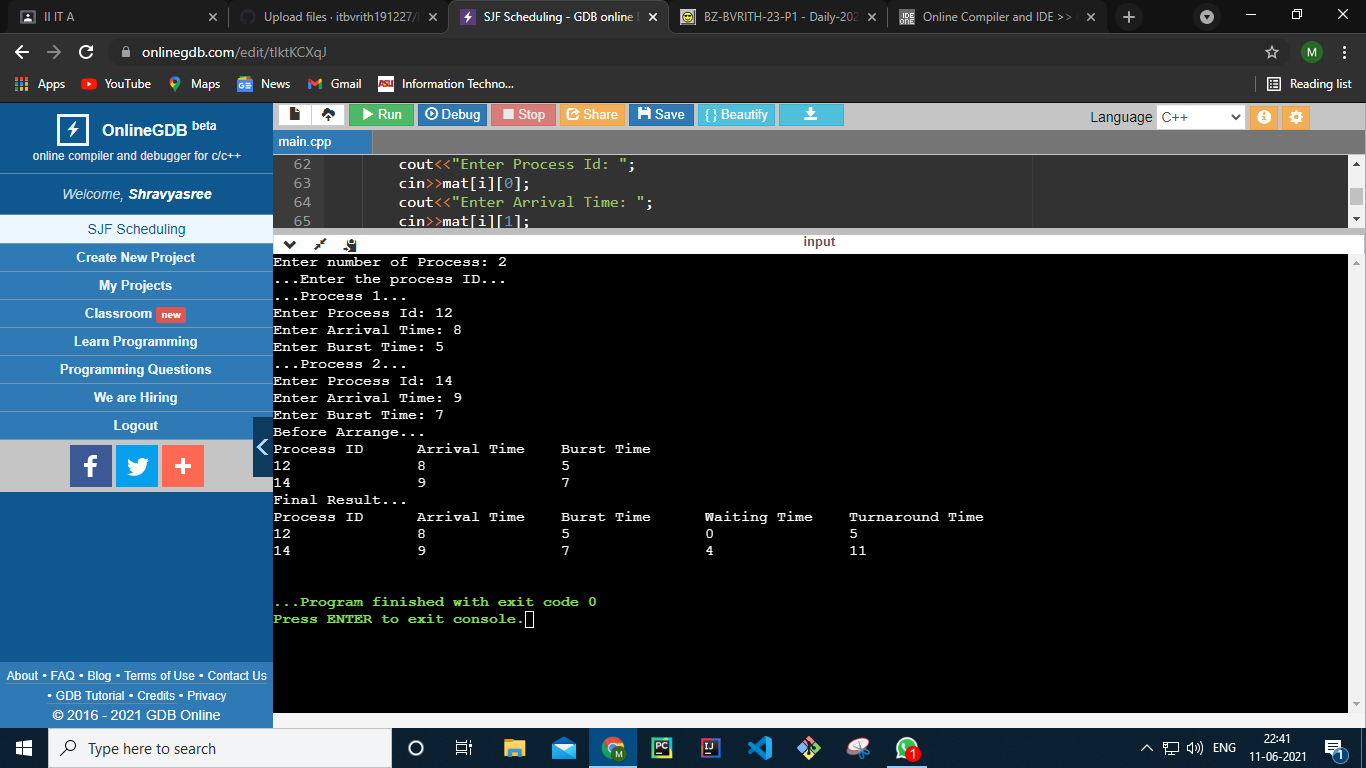 II IT A
Upload files · itbvrith191227/
SJF Scheduling - GDB online
BZ-BVRITH-23-P1 - Daily-202
Online Compiler and IDE >>
onlinegdb.com/edit/tIktKCXqJ
M
Apps YouTube Maps News Gmail ASU Information Techno... Reading list
OnlineGDB beta
online compiler and debugger for c/c++
Welcome, Shravyasree
SJF Scheduling
Create New Project
My Projects
Classroom new
Learn Programming
Programming Questions
We are Hiring
Logout
About • FAQ • Blog • Terms of Use • Contact Us
• GDB Tutorial • Credits • Privacy
© 2016 - 2021 GDB Online
Run Debug Stop Share Save { } Beautify Language C++
main.cpp
62 cout<<"Enter Process Id: ";
63 cin>>mat[i][0];
64 cout<<"Enter Arrival Time: ";
65 cin>>mat[i][1];
input
Enter number of Process: 2
...Enter the process ID...
...Process 1...
Enter Process Id: 12
Enter Arrival Time: 8
Enter Burst Time: 5
...Process 2...
Enter Process Id: 14
Enter Arrival Time: 9
Enter Burst Time: 7
Before Arrange...
Process ID Arrival Time Burst Time
12 8 5
14 9 7
Final Result...
Process ID Arrival Time Burst Time Waiting Time Turnaround Time
12 8 5 0 5
14 9 7 4 11
...Program finished with exit code 0
Press ENTER to exit console.
Type here to search
ENG
22:41
11-06-2021